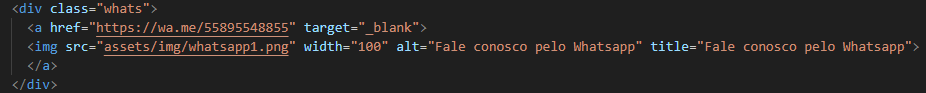 <div class="whats">
<a href="https://wa.me/55895548855" target="_blank">
<img src="assets/img/whatsapp1.png" width="100" alt="Fale conosco pelo Whatsapp" title="Fale conosco pelo Whatsapp">
</a>
</div>